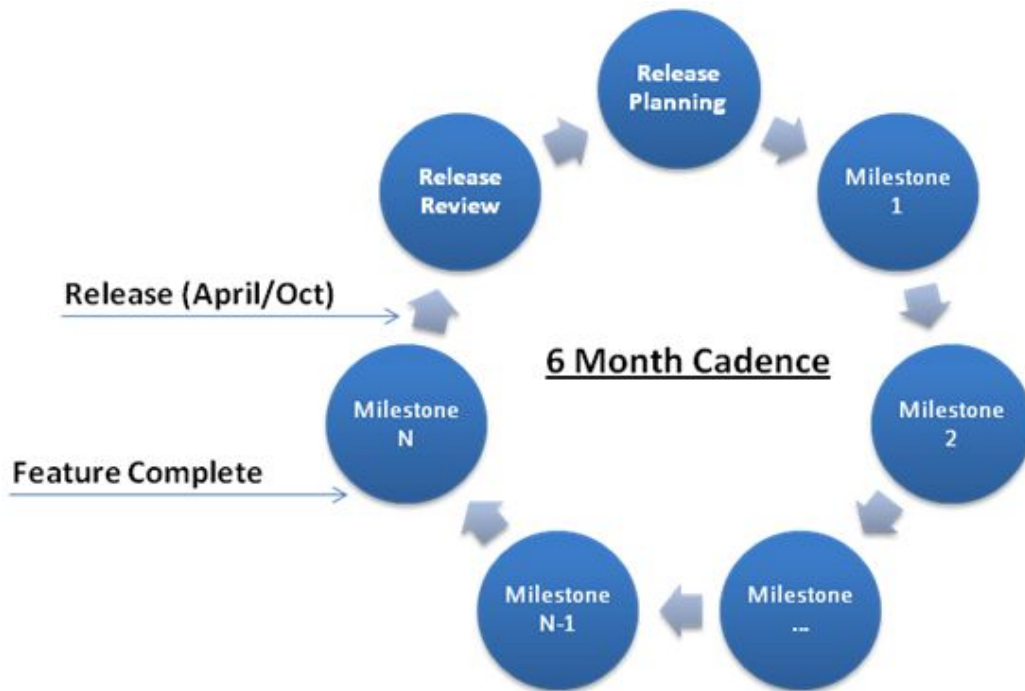 Release
Planning
Milestone
1
Milestone
2
Milestone
...
Milestone
N-1
Milestone
N
Release
Review
Release (April/Oct)
Feature Complete
6 Month Cadence